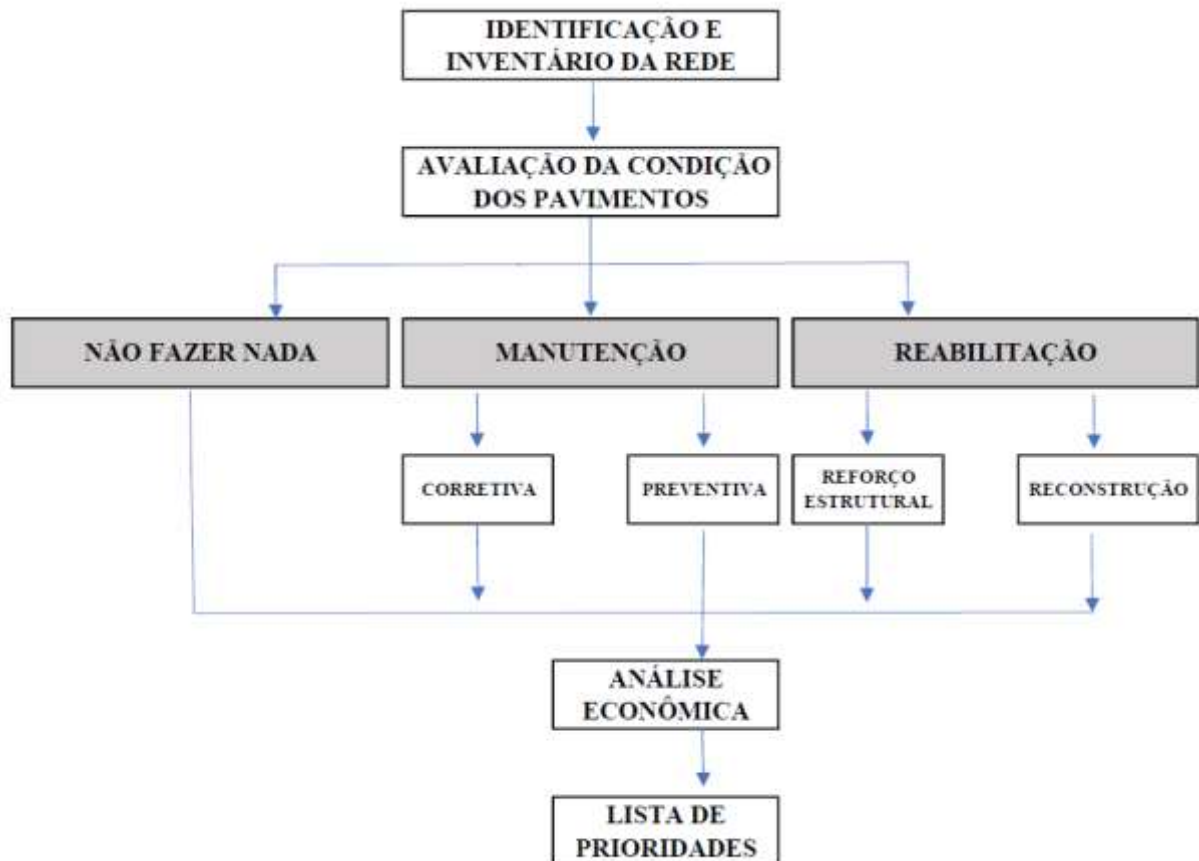 IDENTIFICAÇÃO E
INVENTÁRIO DA REDE
AVALIAÇÃO DA CONDIÇÃO
DOS PAVIMENTOS
NÃO FAZER NADA
MANUTENÇÃO
REABILITAÇÃO
CORRETIVA
PREVENTIVA
REFORÇO
ESTRUTURAL
RECONSTRUÇÃO
ANÁLISE
ECONÔMICA
LISTA DE
PRIORIDADES